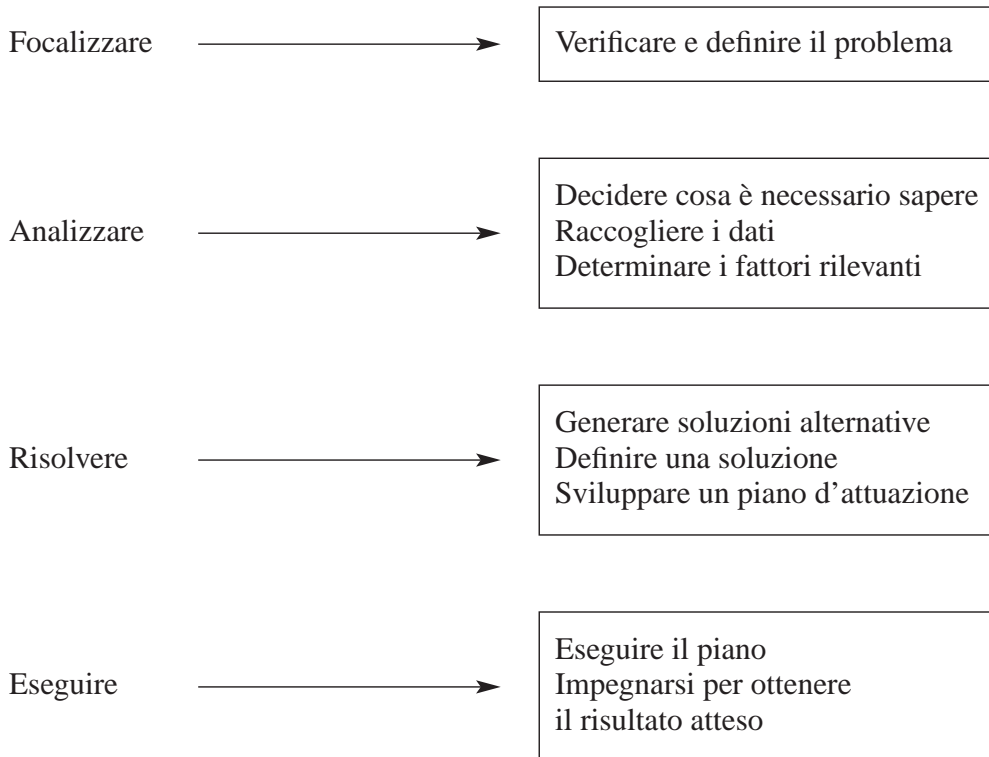 Focalizzare
Verificare e definire il problema
Analizzare
Decidere cosa è necessario sapere
Raccogliere i dati
Determinare i fattori rilevanti
Risolvere
Generare soluzioni alternative
Definire una soluzione
Sviluppare un piano d’attuazione
Eseguire
Eseguire il piano
Impegnarsi per ottenere
il risultato atteso